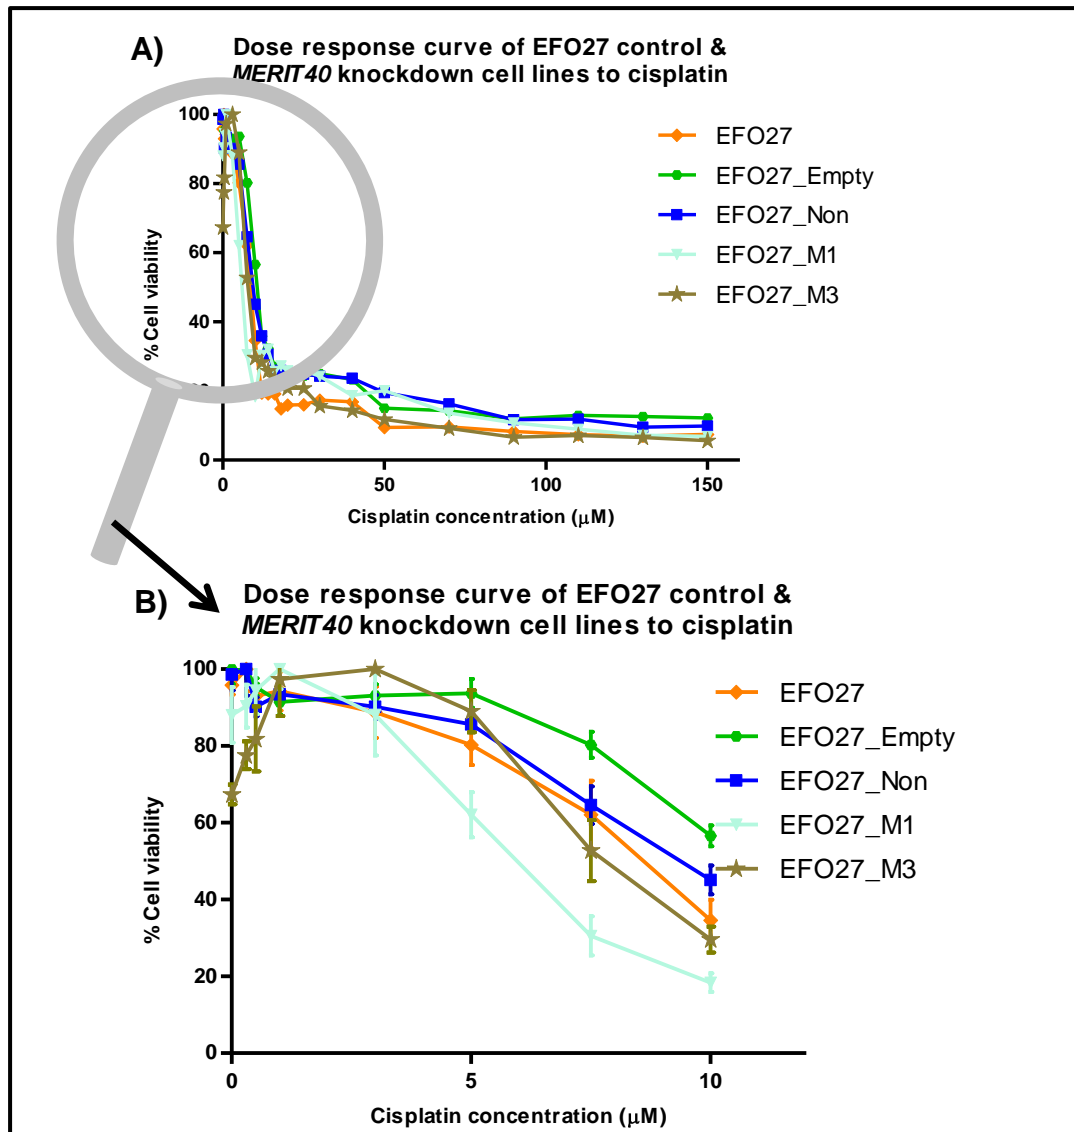 A)
Dose response curve of EFO27 control &
MERIT40 knockdown cell lines to cisplatin
100
80
60
40
0
% Cell viability
0
50
100
150
Cisplatin concentration (μM)
EFO27
EFO27_Empty
EFO27_Non
EFO27_M1
EFO27_M3
B)
Dose response curve of EFO27 control &
MERIT40 knockdown cell lines to cisplatin
100
80
60
40
20
0
% Cell viability
0
5
10
Cisplatin concentration (μM)
EFO27
EFO27_Empty
EFO27_Non
EFO27_M1
EFO27_M3